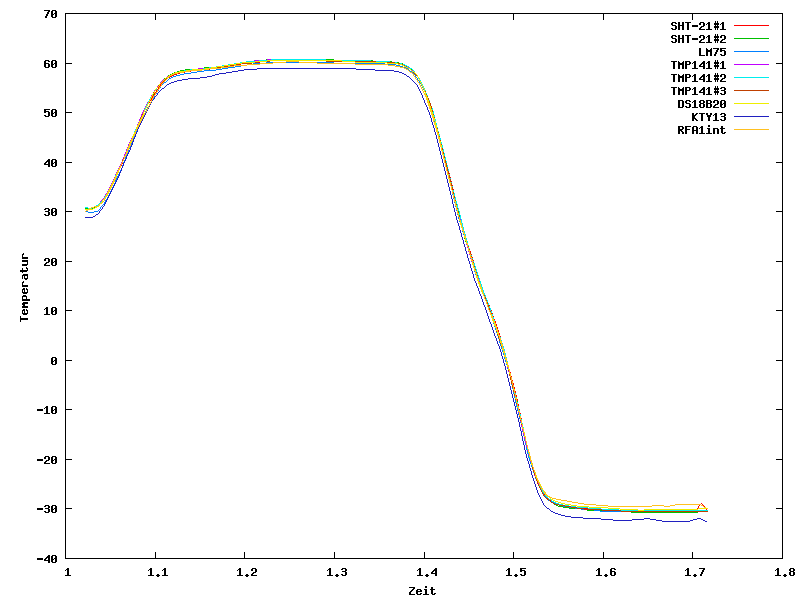 70
60
50
40
30
20
10
0
-10
-20
-30
-40
Temperatur
SHT-21#1
SHT-21#2
LM75
TMP141#1
TMP141#2
TMP141#3
DS18B20
KTY13
RFA1int
1 1.1 1.2 1.3 1.4 1.5 1.6 1.7 1.8
Zeit